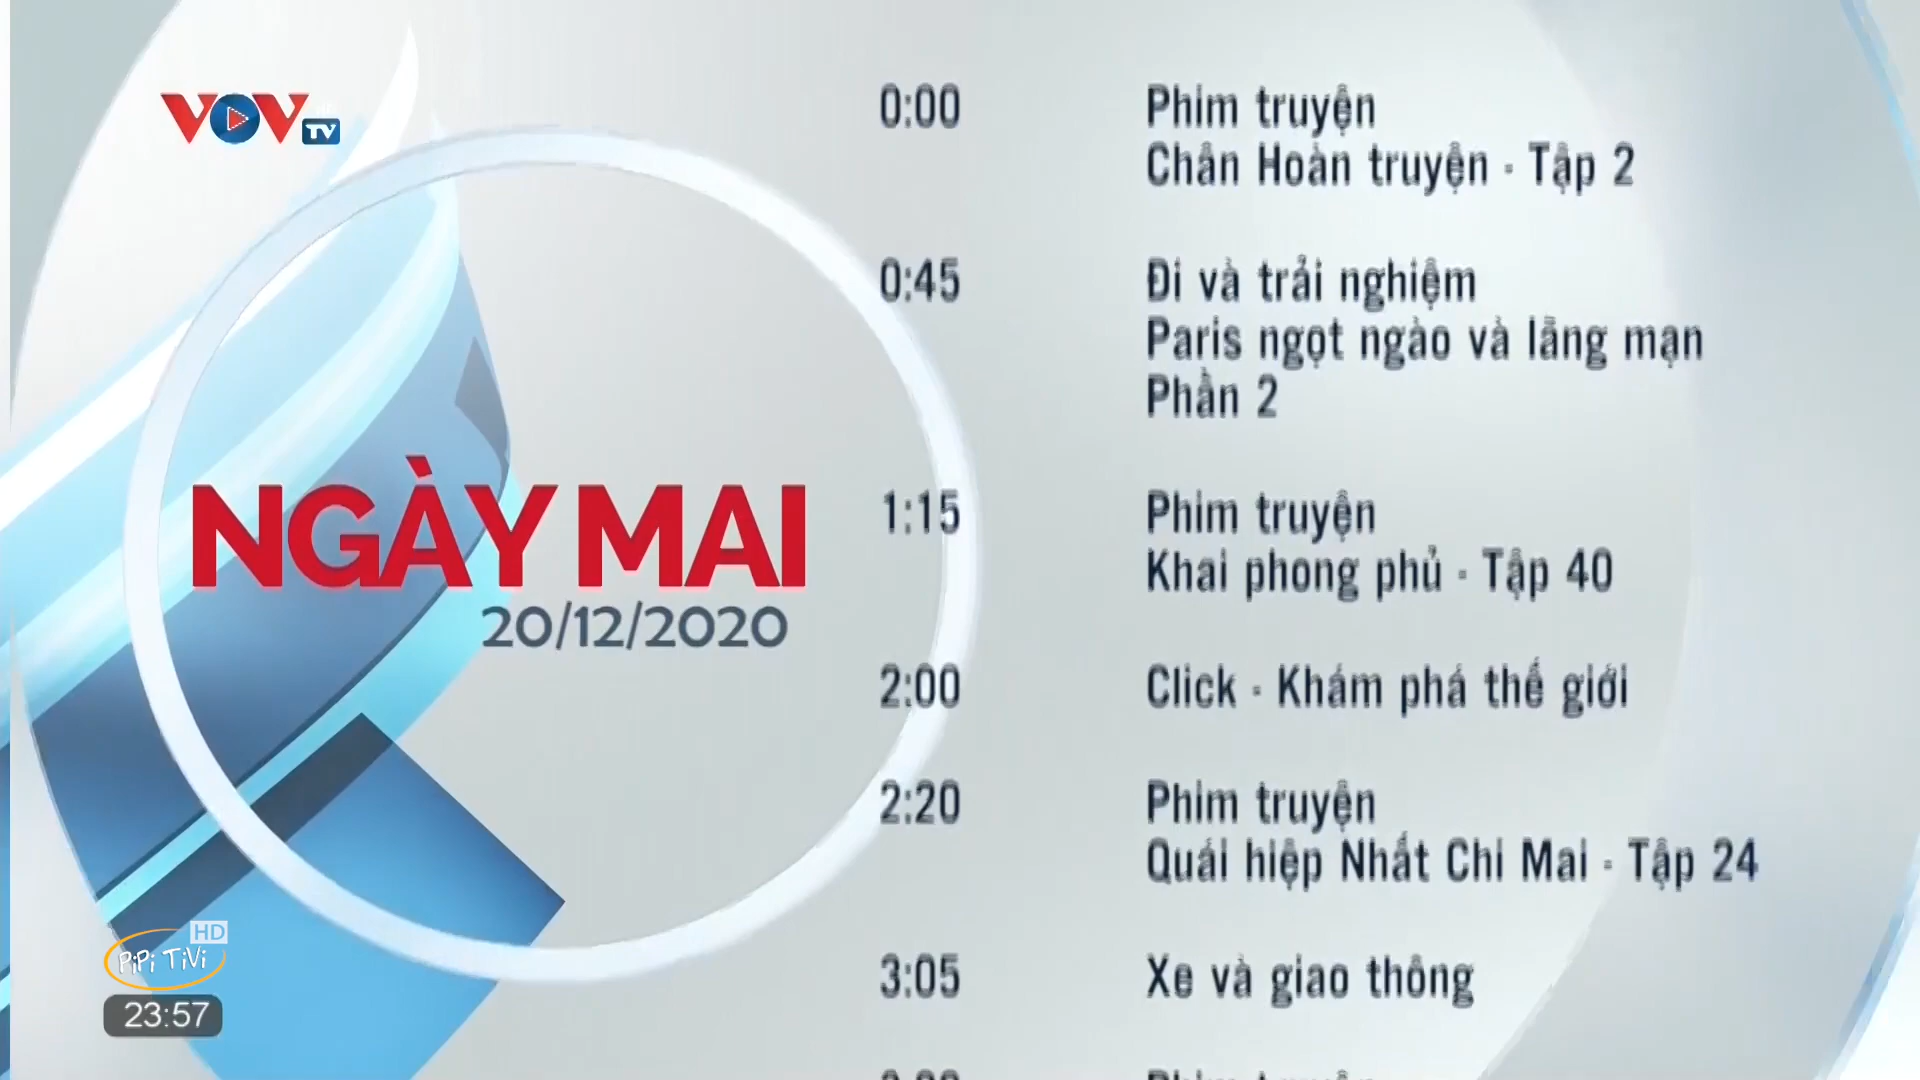 VOV TV
0:00 Phim truyện
Chân Hoàn truyện - Tập 2
0:45 Đi và trải nghiệm
Paris ngọt ngào và lãng mạn
Phần 2
NGÀY MAI
20/12/2020
1:15 Phim truyện
Khai phong phủ - Tập 40
2:00 Click - Khám phá thế giới
2:20 Phim truyện
Quái hiệp Nhất Chi Mai - Tập 24
3:05 Xe và giao thông
PiPi TiVi HD
23:57